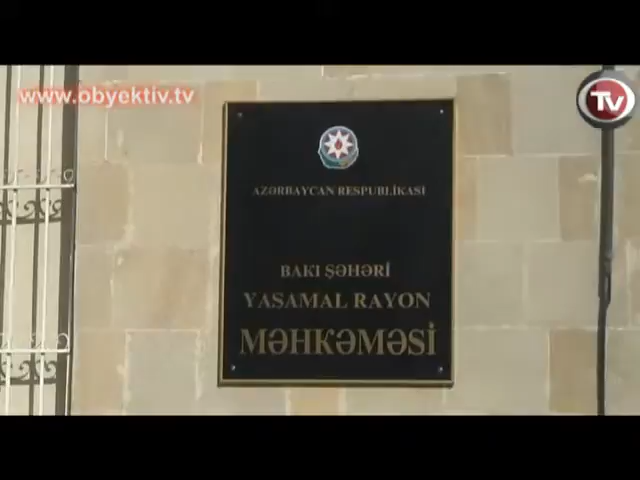 www.obyektiv.tv
TV
AZƏRBAYCAN RESPUBLİKASI
BAKI ŞƏHƏRİ
YASAMAL RAYON
MƏHKƏMƏSİ